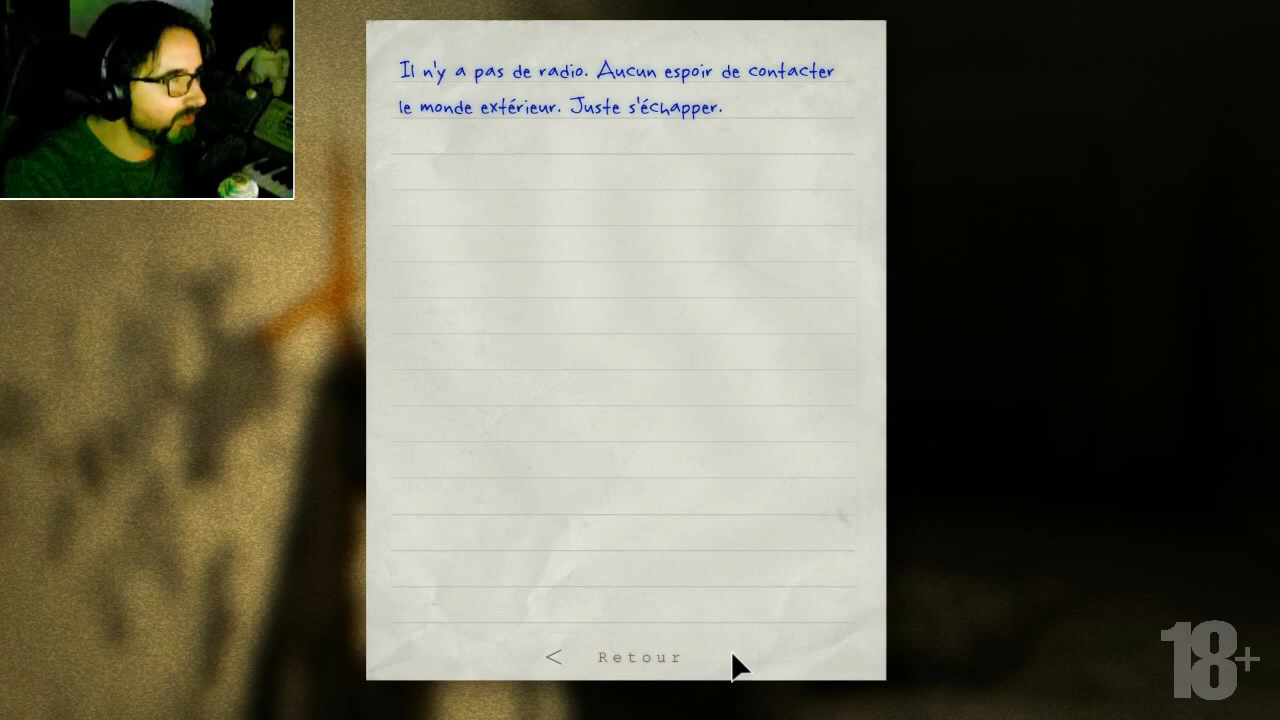 Il n'y a pas de radio. Aucun espoir de contacter
le monde extérieur. Juste s'échapper.
< Retour
18+